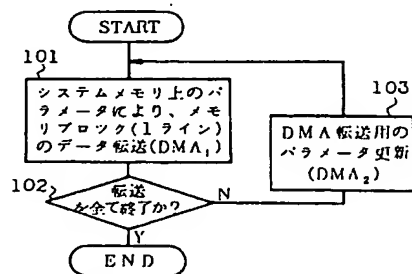 START
101
システムメモリ上のパ
ラメータにより、メモ
リブロック(1ライン)
のデータ転送(DMA₁)
103
DMA転送用の
パラメータ更新
(DMA₂)
102
転送
を全て終了か?
N
Y
END